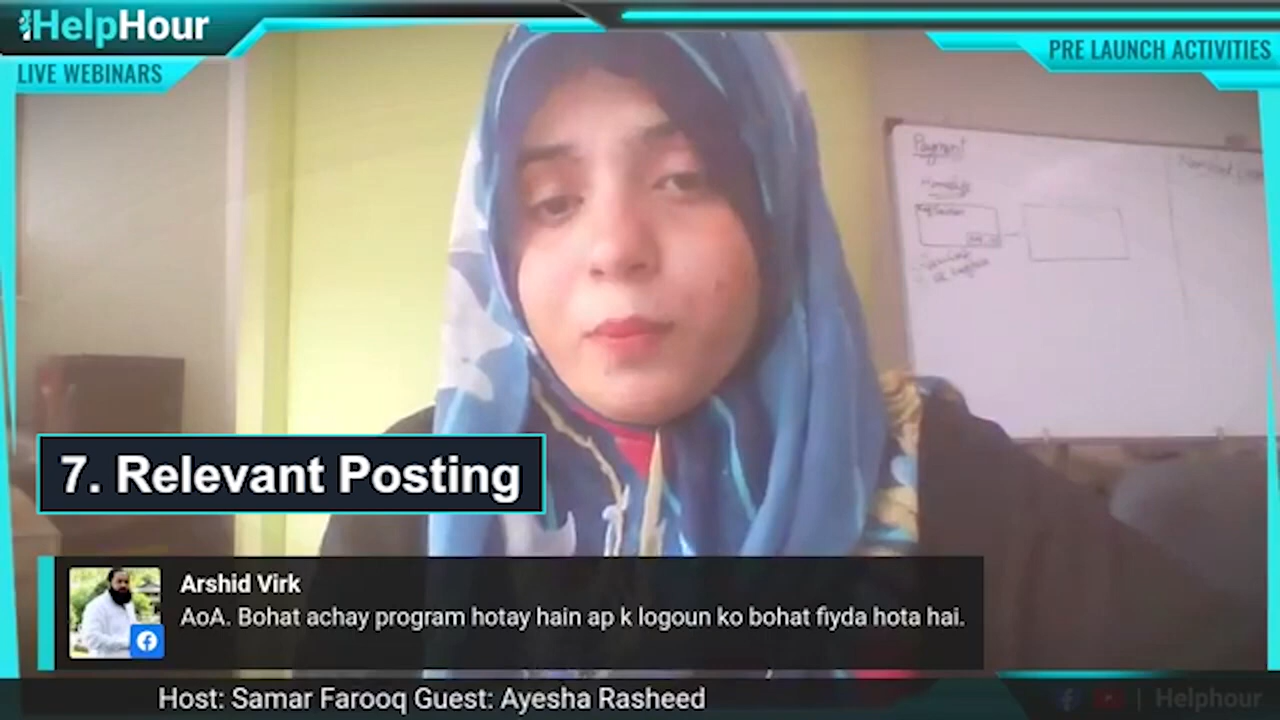 HelpHour
LIVE WEBINARS
PRE LAUNCH ACTIVITIES
Payment
7. Relevant Posting
Arshid Virk
AoA. Bohat achay program hotay hain ap k logoun ko bohat fiyda hota hai.
Host: Samar Farooq Guest: Ayesha Rasheed
| Helphour